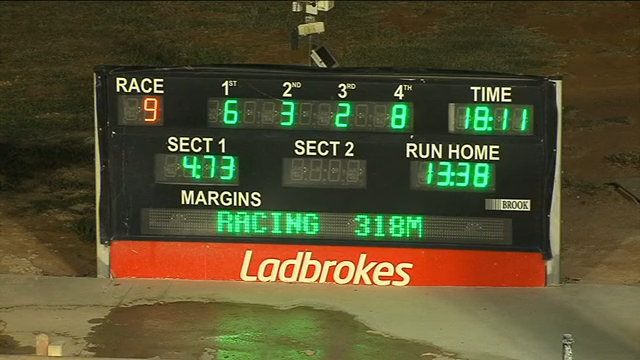 RACE 1ST 2ND 3RD 4TH TIME
9 6 3 2 8 18.11
SECT 1 SECT 2 RUN HOME
4.73 13.38
MARGINS BROOK
RACING 318M
Ladbrokes